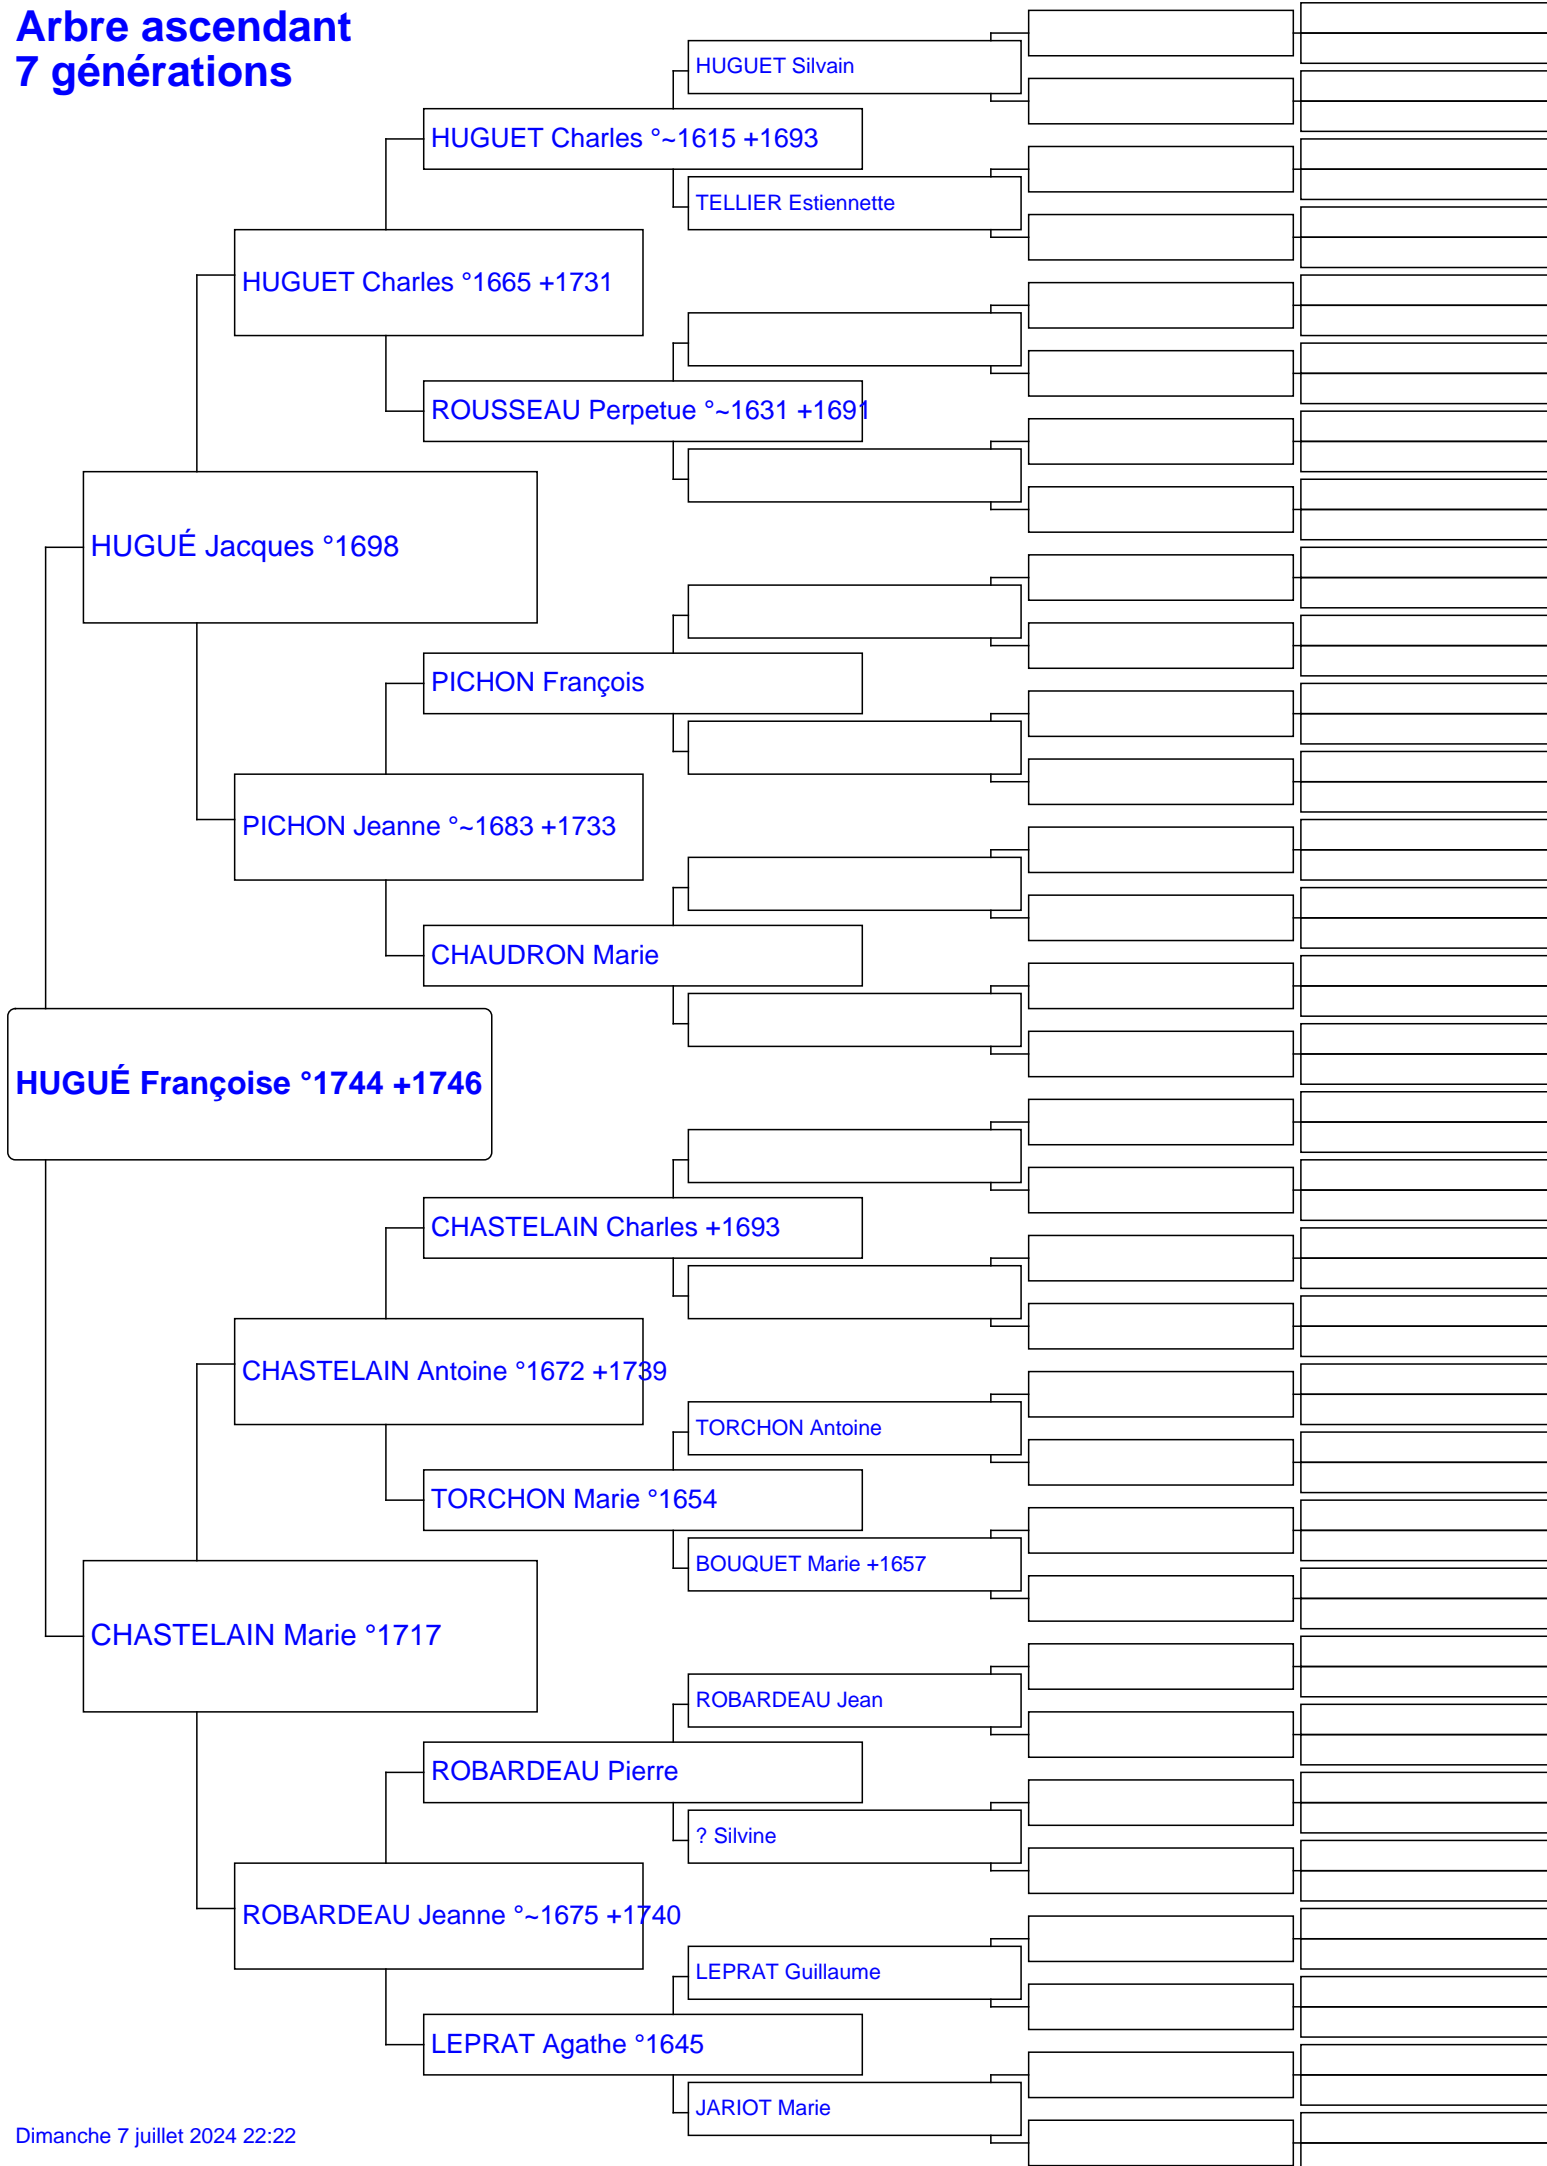 Arbre ascendant
7 générations
HUGUET Silvain
HUGUET Charles °~1615 +1693
TELLIER Estiennette
HUGUET Charles °1665 +1731
ROUSSEAU Perpetue °~1631 +1691
HUGUÉ Jacques °1698
PICHON François
PICHON Jeanne °~1683 +1733
CHAUDRON Marie
HUGUÉ Françoise °1744 +1746
CHASTELAIN Charles +1693
CHASTELAIN Antoine °1672 +1739
TORCHON Antoine
TORCHON Marie °1654
BOUQUET Marie +1657
CHASTELAIN Marie °1717
ROBARDEAU Jean
ROBARDEAU Pierre
? Silvine
ROBARDEAU Jeanne °~1675 +1740
LEPRAT Guillaume
LEPRAT Agathe °1645
JARIOT Marie
Dimanche 7 juillet 2024 22:22